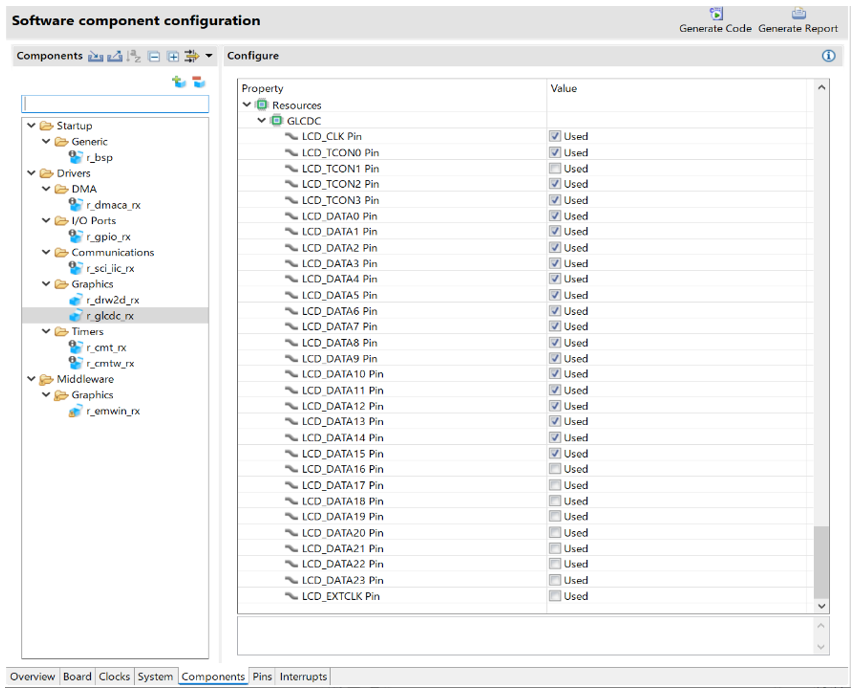 Software component configuration
Generate Code Generate Report
Components
Configure
Property Value
Startup
Generic
r_bsp
Drivers
DMA
r_dmaca_rx
I/O Ports
r_gpio_rx
Communications
r_sci_iic_rx
Graphics
r_drw2d_rx
r_glcdc_rx
Timers
r_cmt_rx
r_cmtw_rx
Middleware
Graphics
r_emwin_rx
Resources
GLCDC
LCD_CLK Pin Used
LCD_TCON0 Pin Used
LCD_TCON1 Pin Used
LCD_TCON2 Pin Used
LCD_TCON3 Pin Used
LCD_DATA0 Pin Used
LCD_DATA1 Pin Used
LCD_DATA2 Pin Used
LCD_DATA3 Pin Used
LCD_DATA4 Pin Used
LCD_DATA5 Pin Used
LCD_DATA6 Pin Used
LCD_DATA7 Pin Used
LCD_DATA8 Pin Used
LCD_DATA9 Pin Used
LCD_DATA10 Pin Used
LCD_DATA11 Pin Used
LCD_DATA12 Pin Used
LCD_DATA13 Pin Used
LCD_DATA14 Pin Used
LCD_DATA15 Pin Used
LCD_DATA16 Pin Used
LCD_DATA17 Pin Used
LCD_DATA18 Pin Used
LCD_DATA19 Pin Used
LCD_DATA20 Pin Used
LCD_DATA21 Pin Used
LCD_DATA22 Pin Used
LCD_DATA23 Pin Used
LCD_EXTCLK Pin Used
Overview Board Clocks System Components Pins Interrupts